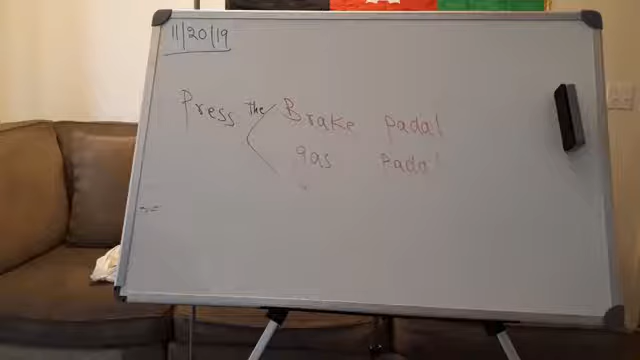 11/20/19
Press the Brake padal
gas padal